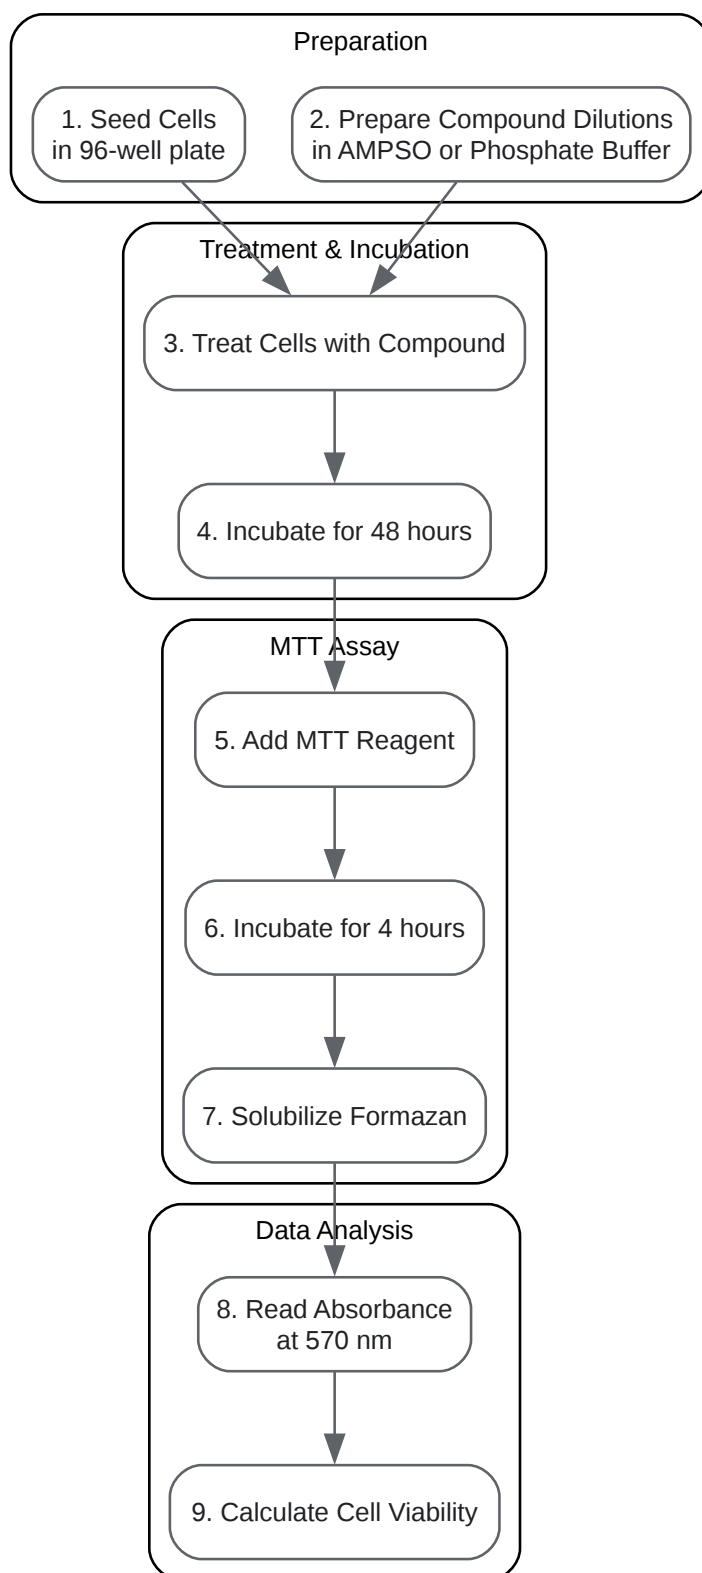 Preparation
1. Seed Cells
in 96-well plate
2. Prepare Compound Dilutions
in AMPSO or Phosphate Buffer
Treatment & Incubation
3. Treat Cells with Compound
4. Incubate for 48 hours
MTT Assay
5. Add MTT Reagent
6. Incubate for 4 hours
7. Solubilize Formazan
Data Analysis
8. Read Absorbance
at 570 nm
9. Calculate Cell Viability